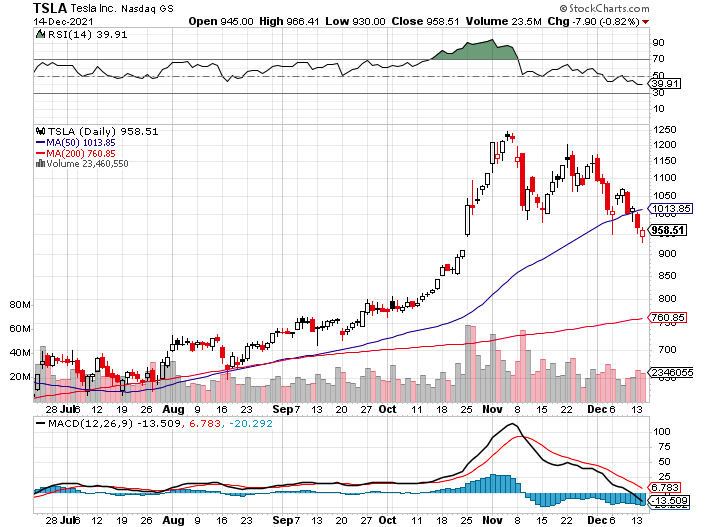 TSLA Tesla Inc. Nasdaq GS © StockCharts.com
14-Dec-2021 Open 945.00 High 966.41 Low 930.00 Close 958.51 Volume 23.5M Chg -7.90 (-0.82%)
RSI(14) 39.91
90
70
50
39.91
30
10
TSLA (Daily) 958.51
MA(50) 1013.85
MA(200) 760.85
Volume 23,460,550
1250
1200
1150
1100
1050
1013.85
1000
958.51
900
850
800
760.85
700
80M
60M
40M
20M
2346055
28 Jul 6 12 19 26 Aug 9 16 23 Sep 7 13 20 27 Oct 11 18 25 Nov 8 15 22 Dec 6 13
MACD(12,26,9) -13.509, 6.783, -20.292
100
75
50
25
6.783
-13.509
28 Jul 6 12 19 26 Aug 9 16 23 Sep 7 13 20 27 Oct 11 18 25 Nov 8 15 22 Dec 6 13